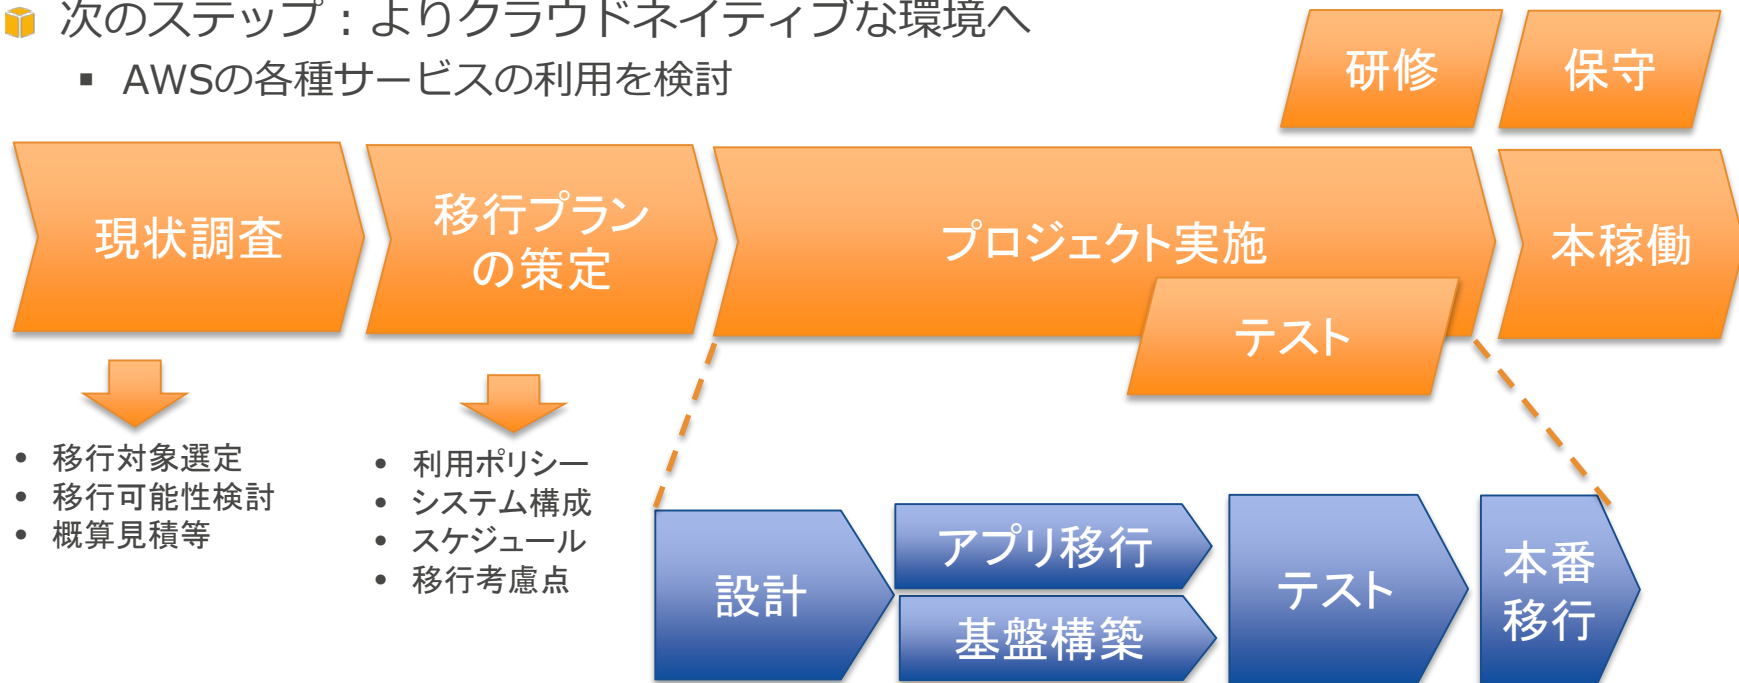 次のステップ：よりクラウドネイティブな環境へ
▪ AWSの各種サービスの利用を検討
研修
保守
現状調査
移行プラン
の策定
プロジェクト実施
本稼働
テスト
• 移行対象選定
• 移行可能性検討
• 概算見積等
• 利用ポリシー
• システム構成
• スケジュール
• 移行考慮点
設計
アプリ移行
基盤構築
テスト
本番
移行